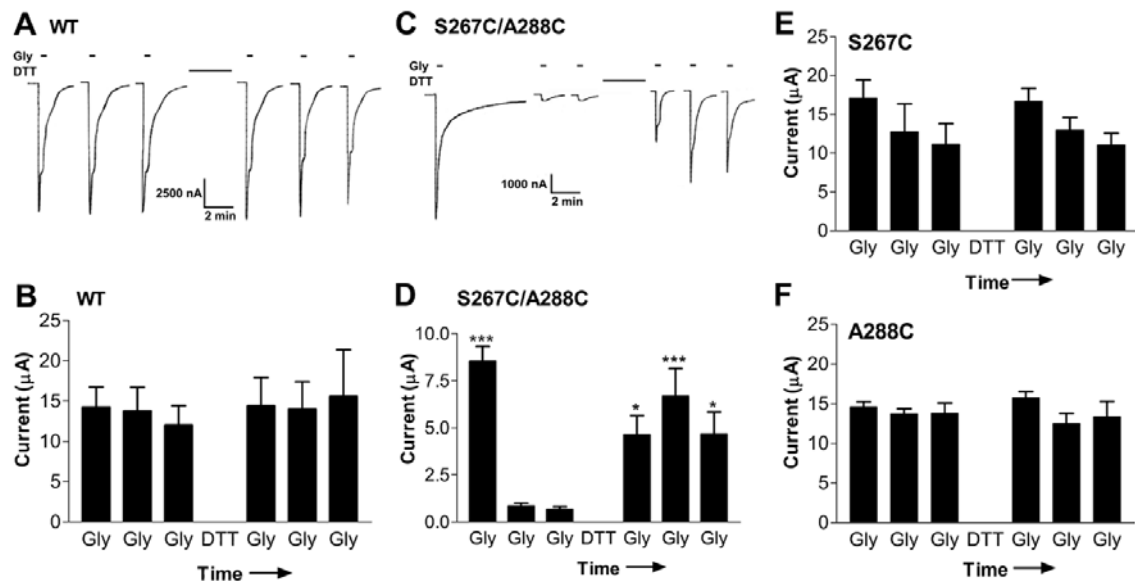 A WT
Gly
DTT
2500 nA
2 min
B WT
Current (μA)
25
20
15
10
5
0
Gly Gly Gly DTT Gly Gly Gly
Time
C S267C/A288C
Gly
DTT
1000 nA
2 min
D S267C/A288C
Current (μA)
10.0
7.5
5.0
2.5
0.0
***
*
***
*
Gly Gly Gly DTT Gly Gly Gly
Time
E S267C
Current (μA)
25
20
15
10
5
0
Gly Gly Gly DTT Gly Gly Gly
Time
F A288C
Current (μA)
25
20
15
10
5
0
Gly Gly Gly DTT Gly Gly Gly
Time